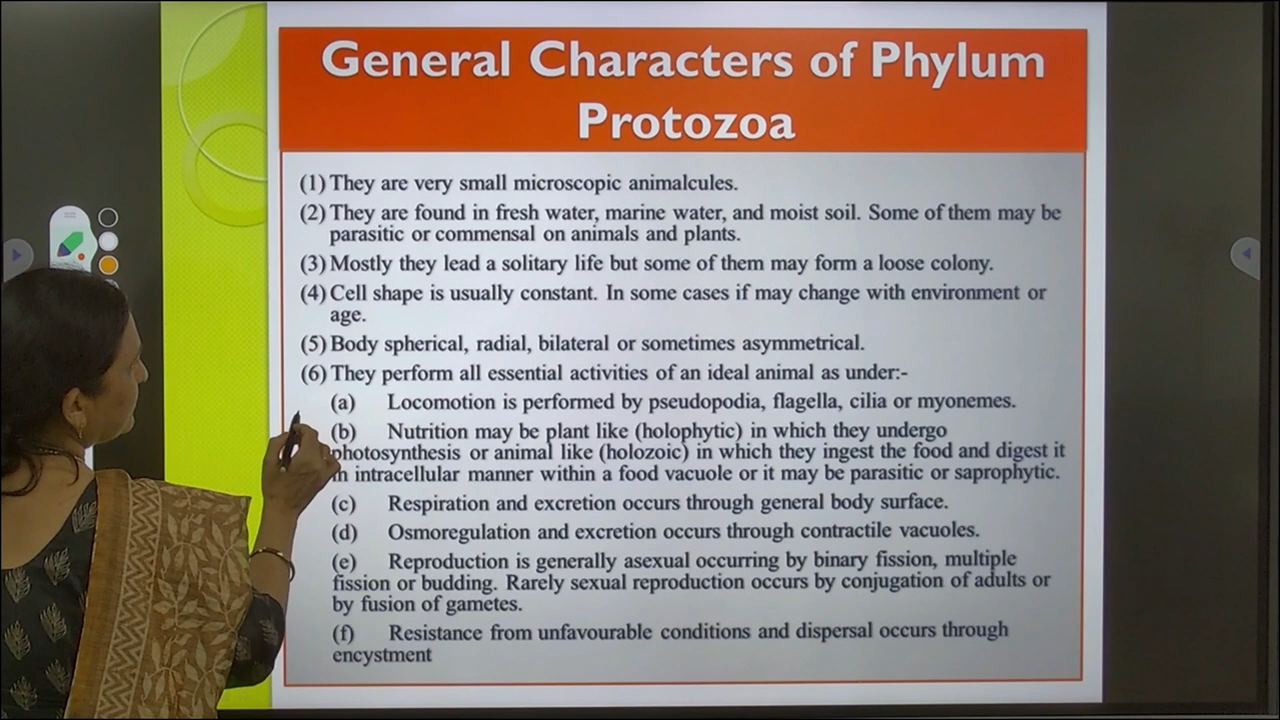 General Characters of Phylum
Protozoa
(1) They are very small microscopic animalcules.
(2) They are found in fresh water, marine water, and moist soil. Some of them may be
parasitic or commensal on animals and plants.
(3) Mostly they lead a solitary life but some of them may form a loose colony.
(4) Cell shape is usually constant. In some cases if may change with environment or
age.
(5) Body spherical, radial, bilateral or sometimes asymmetrical.
(6) They perform all essential activities of an ideal animal as under:-
(a) Locomotion is performed by pseudopodia, flagella, cilia or myonemes.
(b) Nutrition may be plant like (holophytic) in which they undergo
photosynthesis or animal like (holozoic) in which they ingest the food and digest it
in intracellular manner within a food vacuole or it may be parasitic or saprophytic.
(c) Respiration and excretion occurs through general body surface.
(d) Osmoregulation and excretion occurs through contractile vacuoles.
(e) Reproduction is generally asexual occurring by binary fission, multiple
fission or budding. Rarely sexual reproduction occurs by conjugation of adults or
by fusion of gametes.
(f) Resistance from unfavourable conditions and dispersal occurs through
encystment